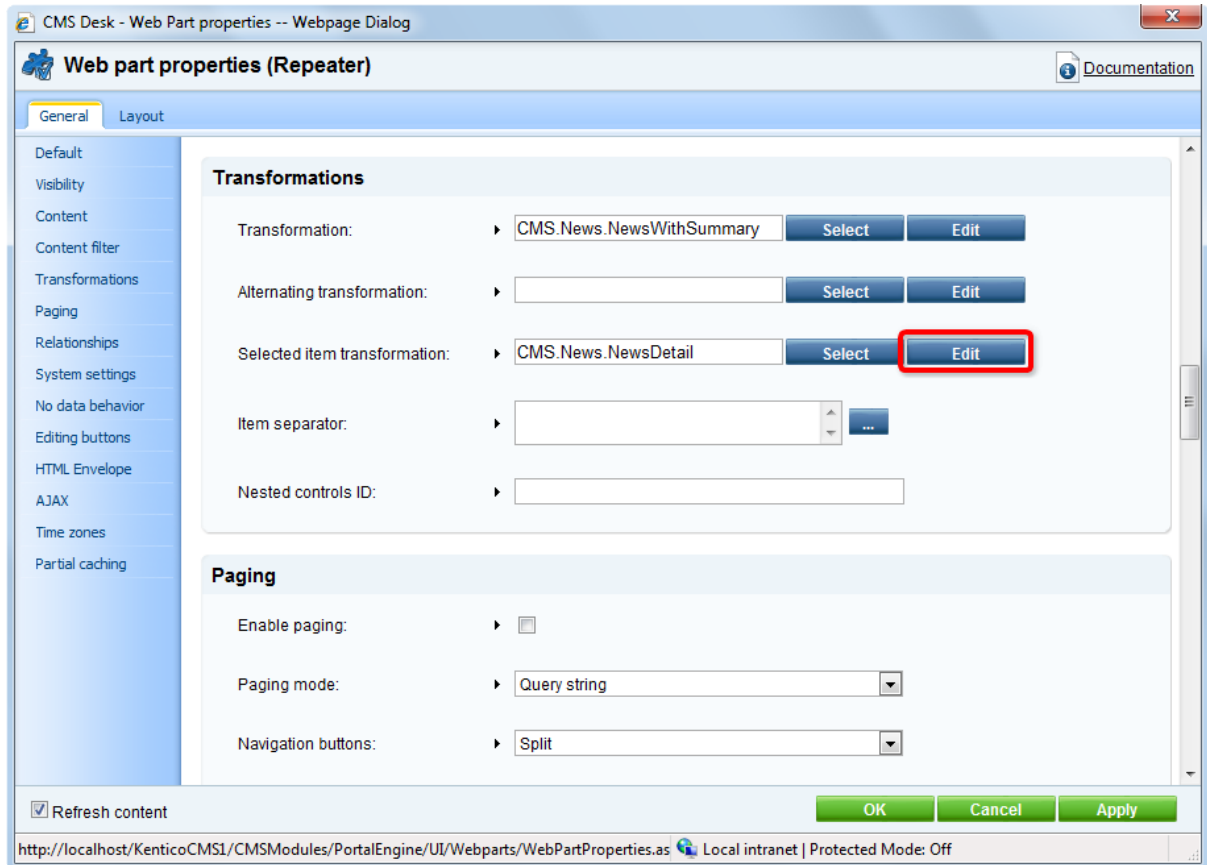 CMS Desk - Web Part properties -- Webpage Dialog
Web part properties (Repeater)
Documentation
General Layout
Default
Visibility
Content
Content filter
Transformations
Paging
Relationships
System settings
No data behavior
Editing buttons
HTML Envelope
AJAX
Time zones
Partial caching
Transformations
Transformation: CMS.News.NewsWithSummary Select Edit
Alternating transformation: Select Edit
Selected item transformation: CMS.News.NewsDetail Select Edit
Item separator: ...
Nested controls ID:
Paging
Enable paging:
Paging mode: Query string
Navigation buttons: Split
Refresh content OK Cancel Apply
http://localhost/KenticoCMS1/CMSModules/PortalEngine/UI/Webparts/WebPartProperties.as Local intranet | Protected Mode: Off